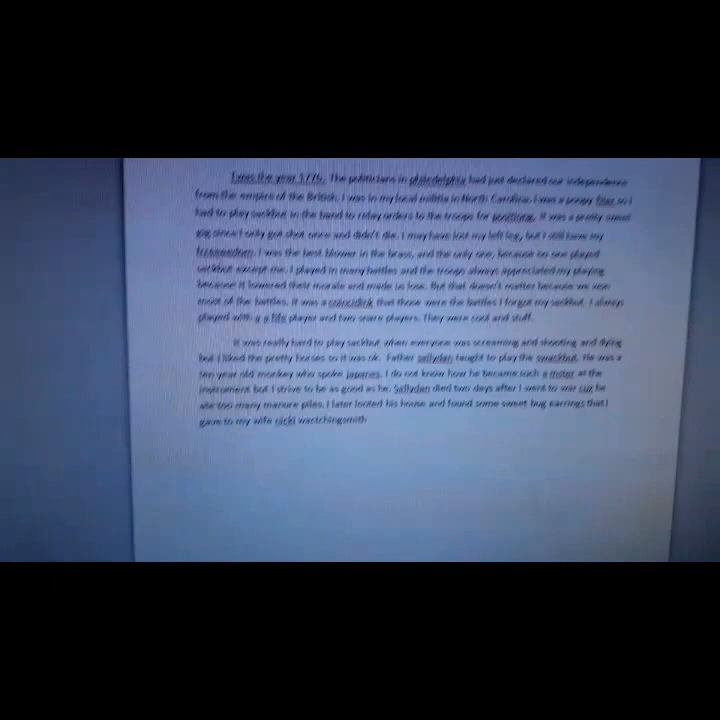 I was the year 1776. The politicians in philedelphia had just declared our independence
from the empire of the British. I was in my local militia in North Carolina. I was a so I
had to play sackbut in the band to relay orders to the troops for It was a pretty sweet
gig since I only got shot once and didn't die. I may have lost my left leg, but I still have my
I was the best blower in the brass, and the only one, because no one played
sackbut except me. I played in many battles and the troops always appreciated my playing
because it lowered their morale and made us lose. But that doesn't matter because we won
most of the battles. It was a coincidink that those were the battles I forgot my sackbut. I always
played with a a fife player and two snare players. They were cool and stuff.
It was really hard to play sackbut when everyone was screaming and shooting and dying
but I liked the pretty horses so it was ok. Father sallydan taught to play the swackbut. He was a
ten year old monkey who spoke japanes. I do not know how he became such a at the
instrument but I strive to be as good as he. Sallydan died two days after I went to war cuz he
ate too many manure piles. I later looted his house and found some sweet bug earrings that I
gave to my wife nicki